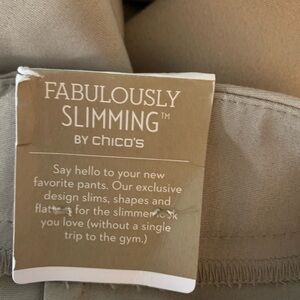 FABULOUSLY
SLIMMING™
BY chico's
Say hello to your new
favorite pants. Our exclusive
design slims, shapes and
for the slimmer
you love (without a single
trip to the gym.)